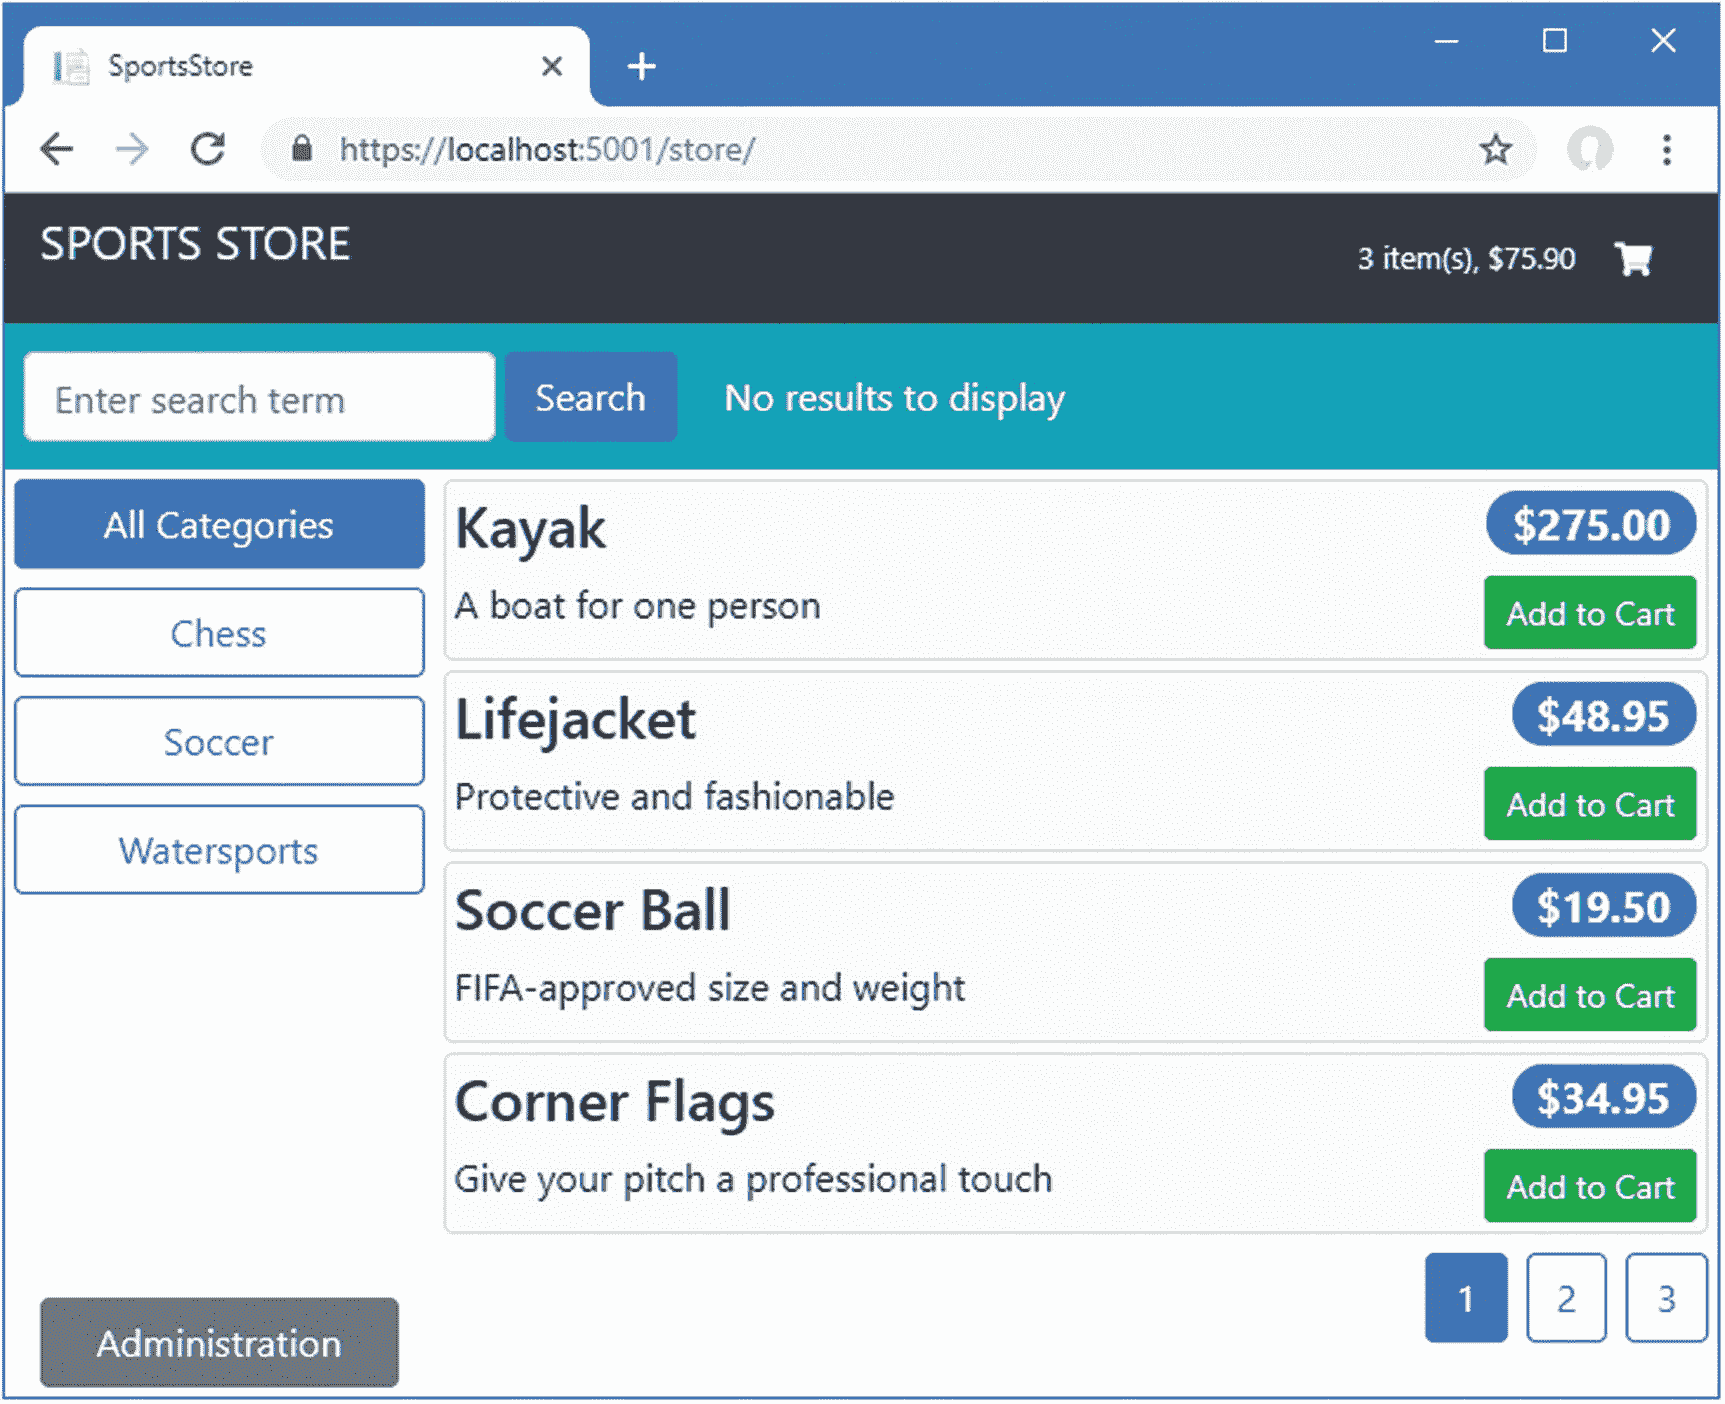 SportsStore
https://localhost:5001/store/
SPORTS STORE
3 item(s), $75.90
Enter search term
Search
No results to display
All Categories
Chess
Soccer
Watersports
Kayak
$275.00
A boat for one person
Add to Cart
Lifejacket
$48.95
Protective and fashionable
Add to Cart
Soccer Ball
$19.50
FIFA-approved size and weight
Add to Cart
Corner Flags
$34.95
Give your pitch a professional touch
Add to Cart
1 2 3
Administration